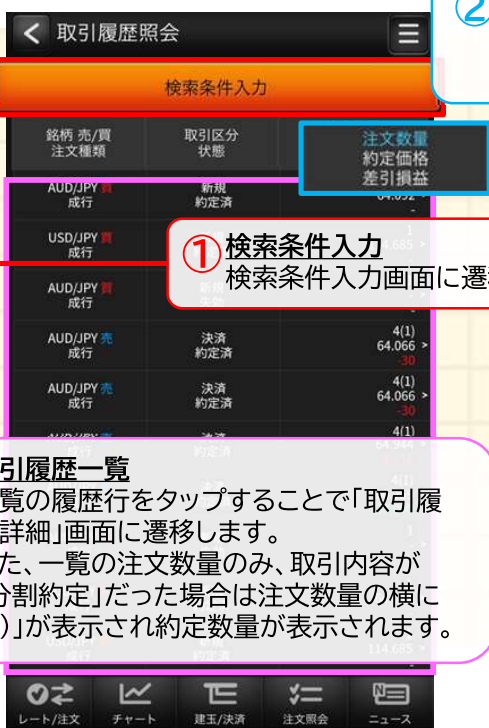 ②
取引履歴照会
検索条件入力
銘柄 売/買 取引区分 注文数量
注文種類 状態 約定価格
差引損益
AUD/JPY 買 新規
成行 約定済 64.092 >
-
USD/JPY 買 1
成行 .685 >
① 検索条件入力
検索条件入力画面に遷
AUD/JPY 買
成行
AUD/JPY 売 決済 4(1)
成行 約定済 64.066 >
-30
AUD/JPY 売 決済 4(1)
成行 約定済 64.066 >
-30
4(1)
引履歴一覧
覧の履歴行をタップすることで「取引履
詳細」画面に遷移します。
た、一覧の注文数量のみ、取引内容が
分割約定」だった場合は注文数量の横に
)」が表示され約定数量が表示されます。
レート/注文 チャート 建玉/決済 注文照会 ニュース